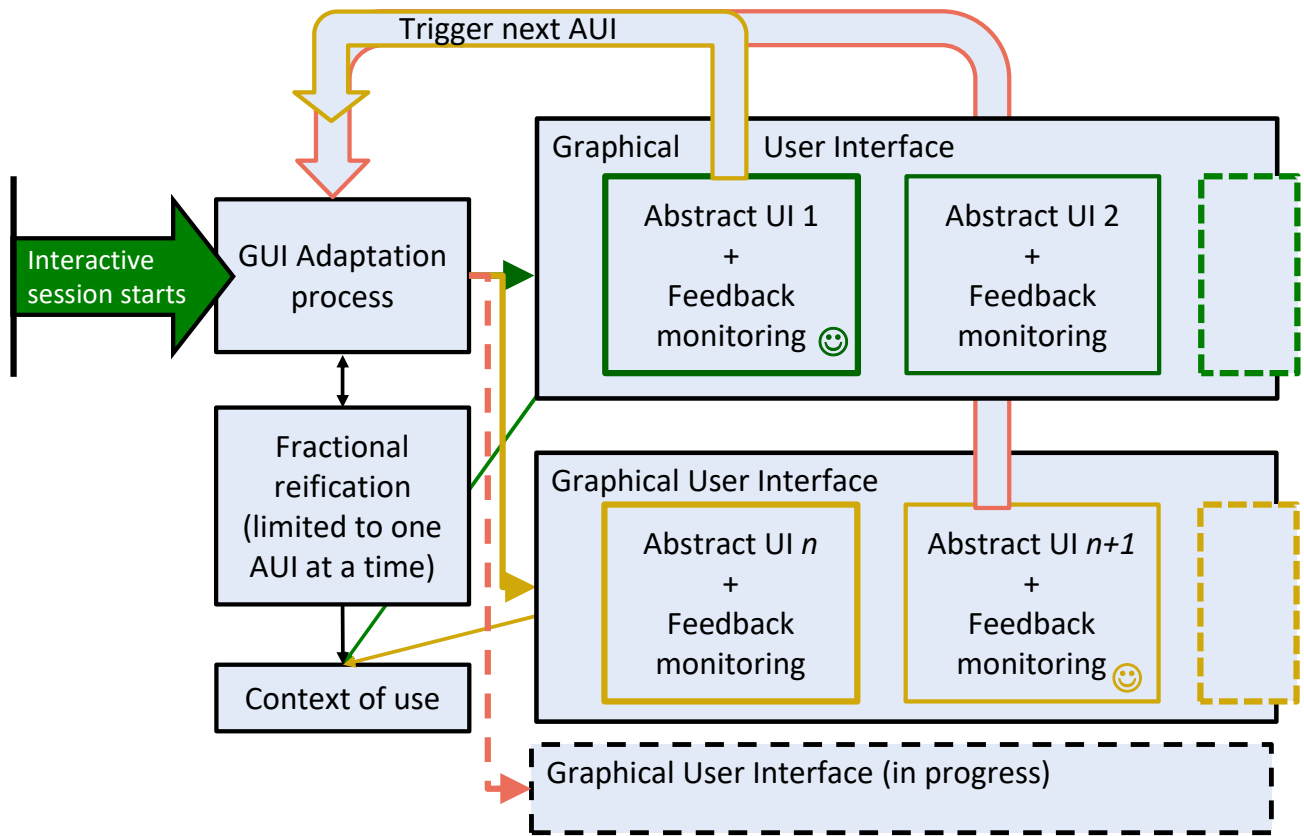 Trigger next AUI
Graphical User Interface
Interactive
session starts
GUI Adaptation
process
Abstract UI 1
+
Feedback
monitoring
Abstract UI 2
+
Feedback
monitoring
Fractional
reification
(limited to one
AUI at a time)
Graphical User Interface
Abstract UI n
+
Feedback
monitoring
Abstract UI n+1
+
Feedback
monitoring
Context of use
Graphical User Interface (in progress)